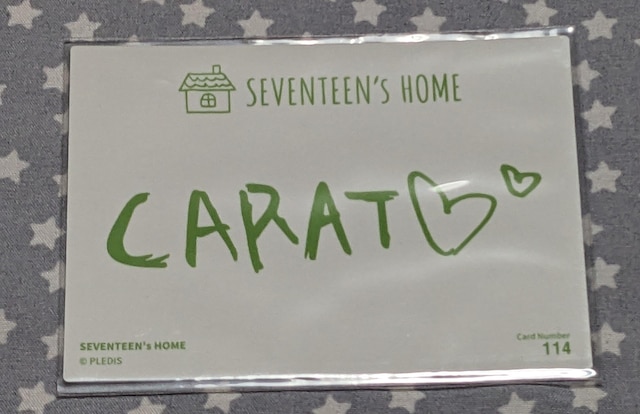 SEVENTEEN's HOME
CARAT♡♡
SEVENTEEN's HOME
© PLEDIS
Card Number
114